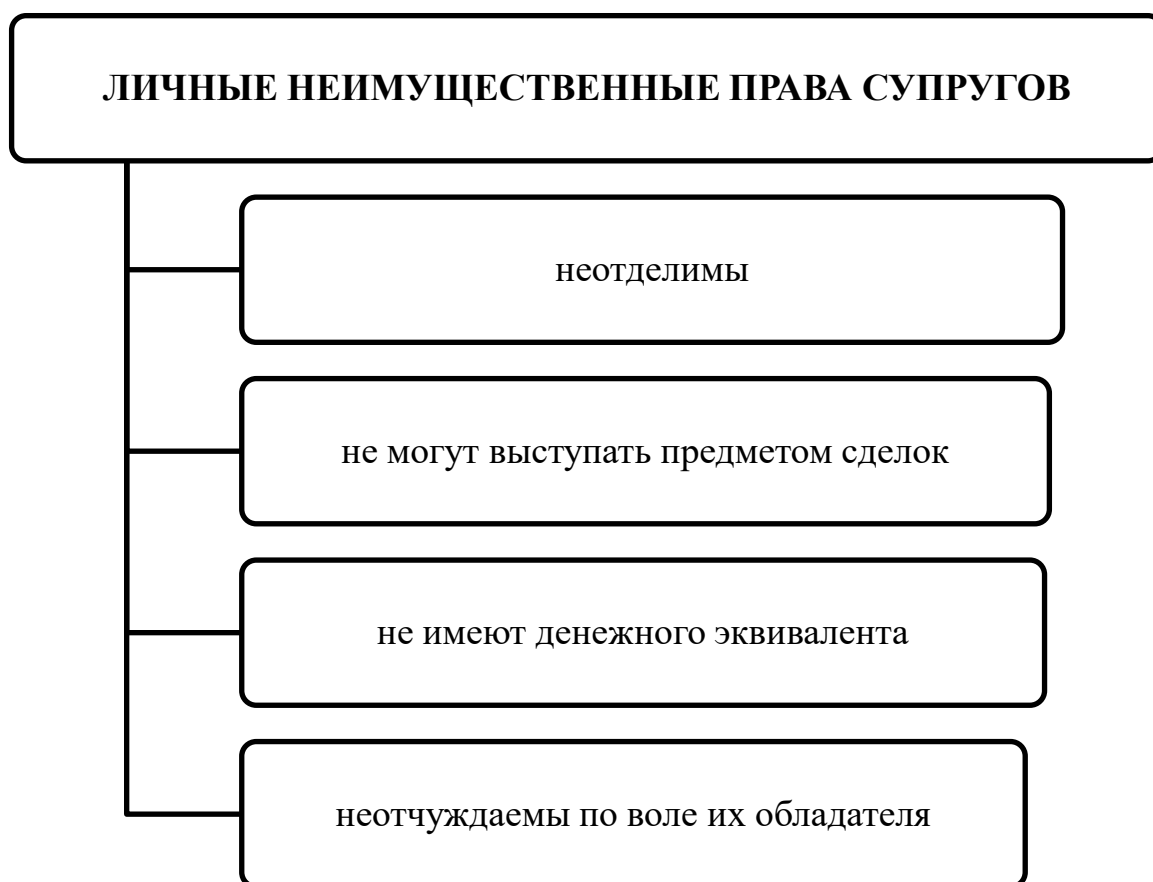 ЛИЧНЫЕ НЕИМУЩЕСТВЕННЫЕ ПРАВА СУПРУГОВ
неотделимы
не могут выступать предметом сделок
не имеют денежного эквивалента
неотчуждаемы по воле их обладателя